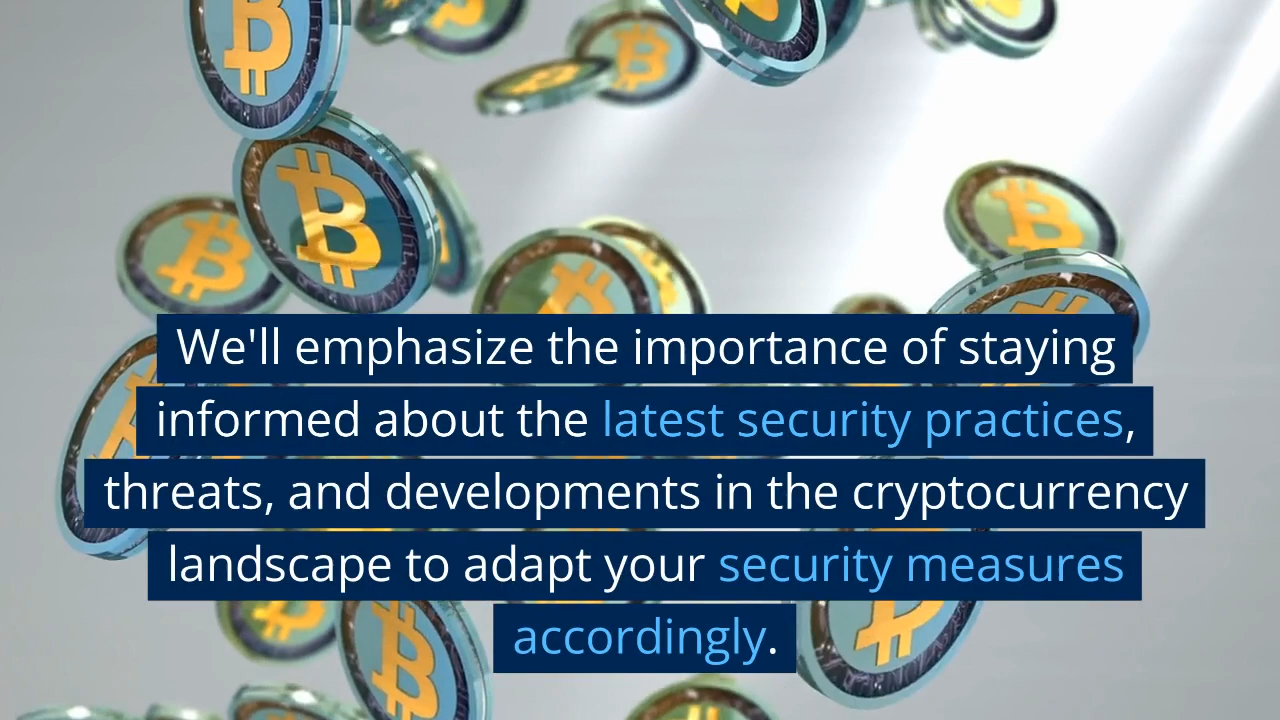 We'll emphasize the importance of staying
informed about the latest security practices,
threats, and developments in the cryptocurrency
landscape to adapt your security measures
accordingly.